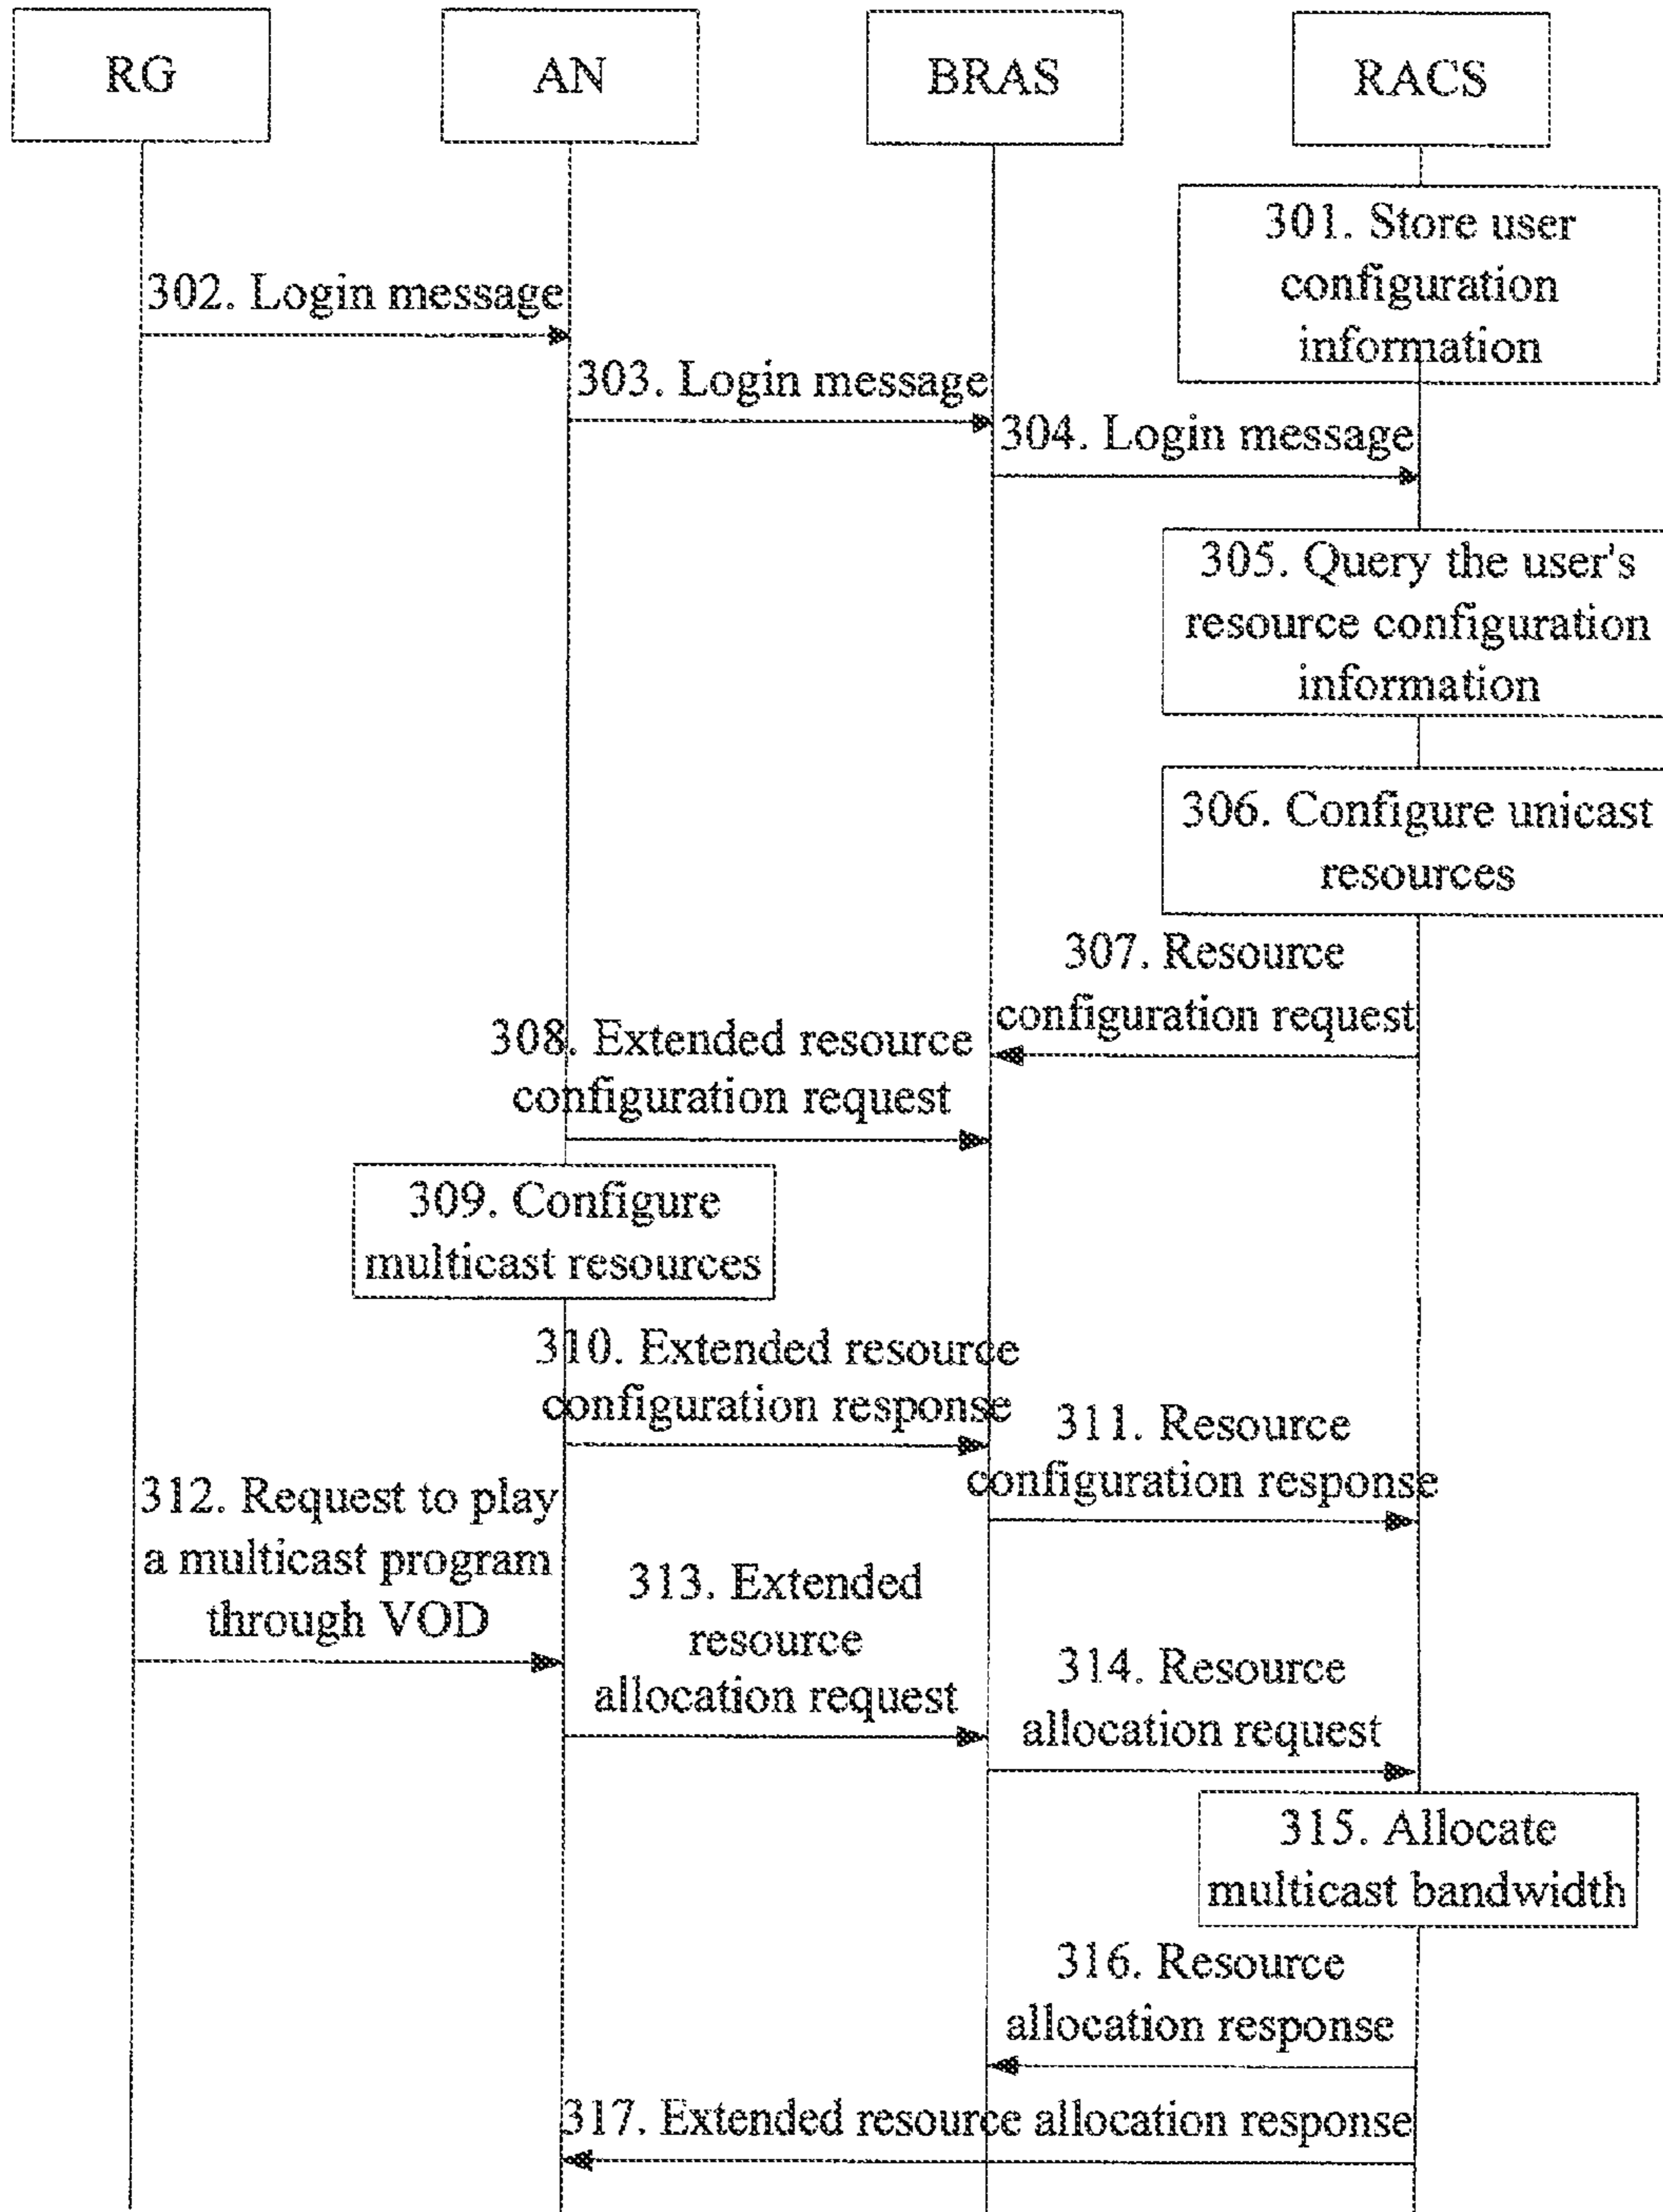 RG
AN
BRAS
RACS
301. Store user
configuration
information
302. Login message
303. Login message
304. Login message
305. Query the user's
resource configuration
information
306. Configure unicast
resources
307. Resource
configuration request
308. Extended resource
configuration request
309. Configure
multicast resources
310. Extended resource
configuration response
311. Resource
configuration response
312. Request to play
a multicast program
through VOD
313. Extended
resource
allocation request
314. Resource
allocation request
315. Allocate
multicast bandwidth
316. Resource
allocation response
317. Extended resource allocation response